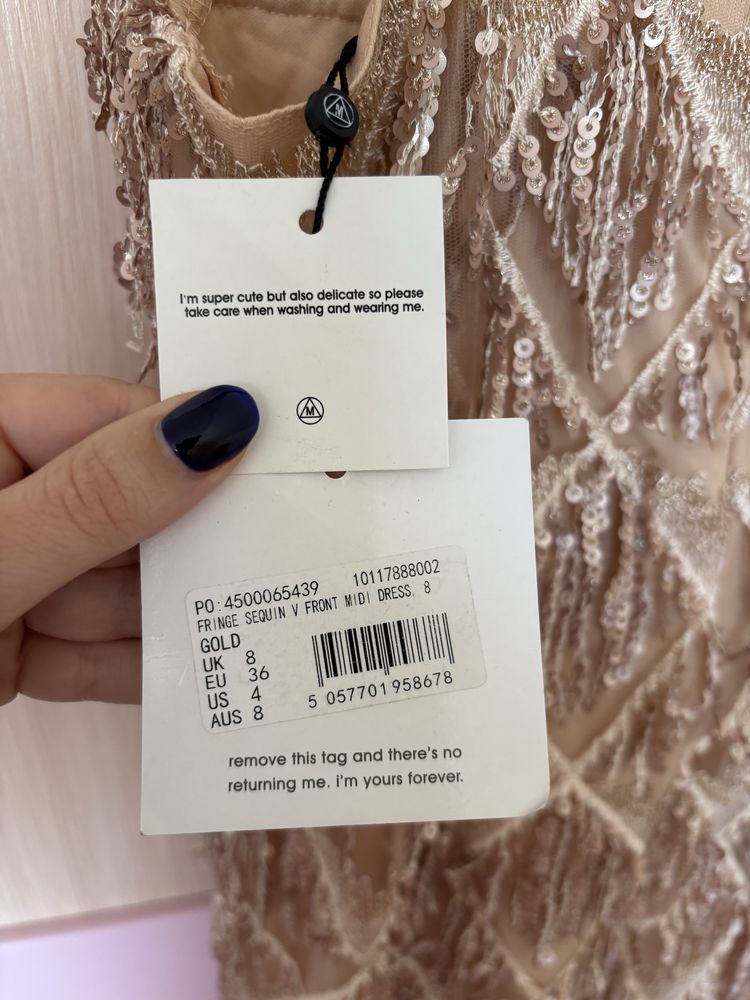 M
I'm super cute but also delicate so please
take care when washing and wearing me.
M
PO:4500065439 10117888002
FRINGE SEQUIN V FRONT MIDI DRESS, 8
GOLD
UK 8
EU 36
US 4
AUS 8
5 057701 958678
remove this tag and there's no
returning me. i'm yours forever.